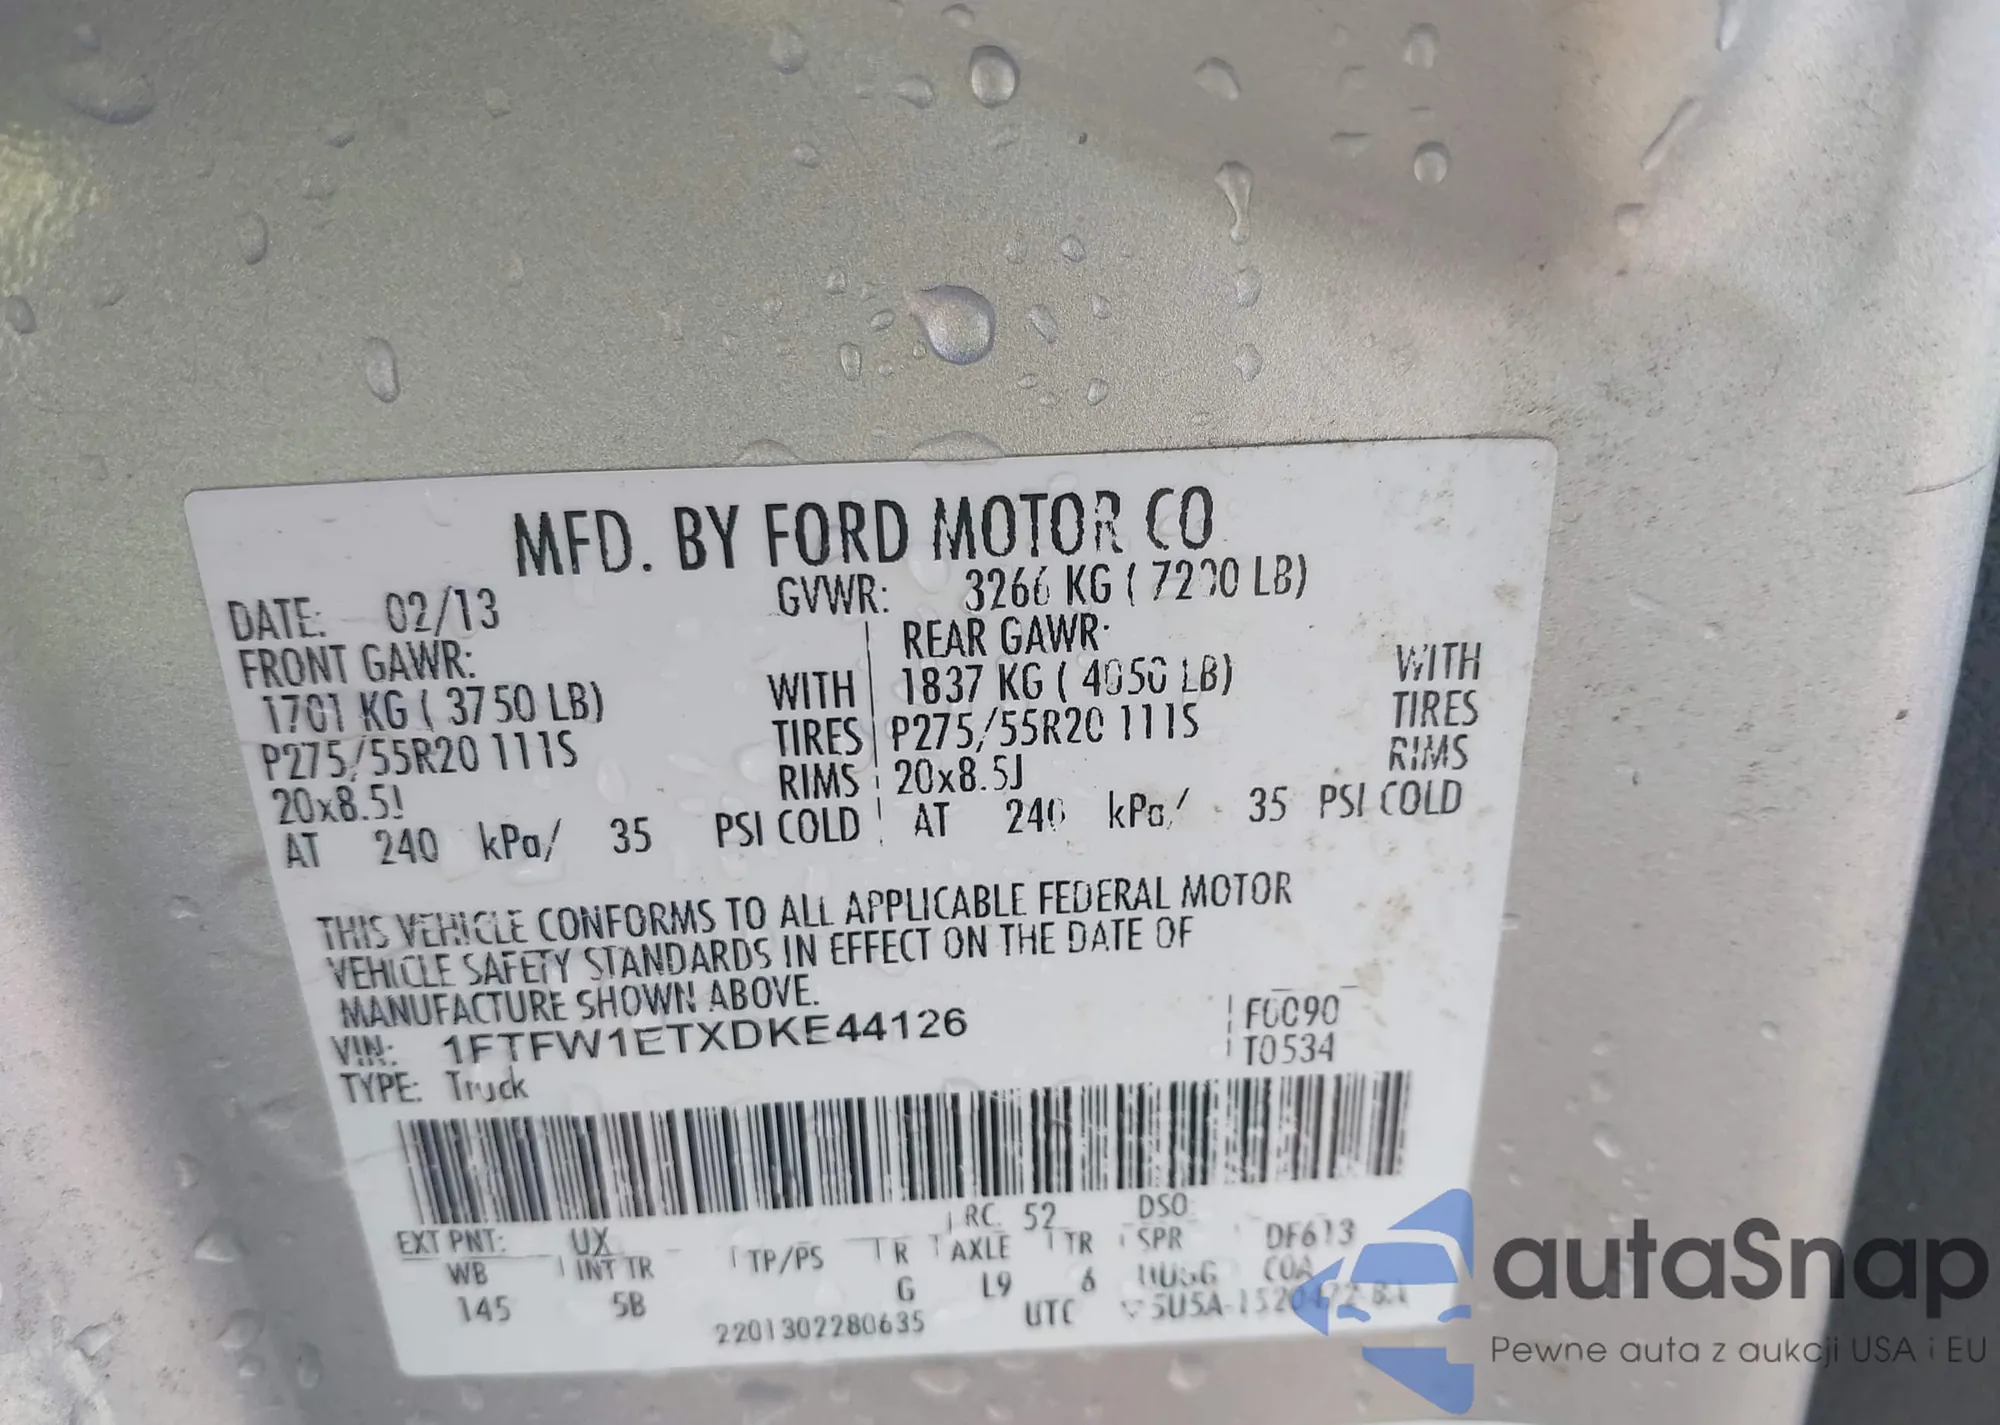 MFD. BY FORD MOTOR CO
DATE: 02/13 GVWR: 3266 KG ( 7200 LB)
FRONT GAWR: REAR GAWR:
1701 KG ( 3750 LB) WITH 1837 KG ( 4050 LB) WITH
P275/55R20 111S TIRES P275/55R20 111S TIRES
20x8.5J RIMS 20x8.5J RIMS
AT 240 kPa/ 35 PSI COLD AT 240 kPa/ 35 PSI COLD
THIS VEHICLE CONFORMS TO ALL APPLICABLE FEDERAL MOTOR
VEHICLE SAFETY STANDARDS IN EFFECT ON THE DATE OF
MANUFACTURE SHOWN ABOVE.
VIN: 1FTFW1ETXDKE44126 F0090
TYPE: Truck T0534
EXT PNT: UX RC 52 DSO
WB INT TR TP/PS R AXLE TR SPR DF613
145 5B G L9 6
2201302280635 UTC
autaSnap
Pewne auta z aukcji USA i EU